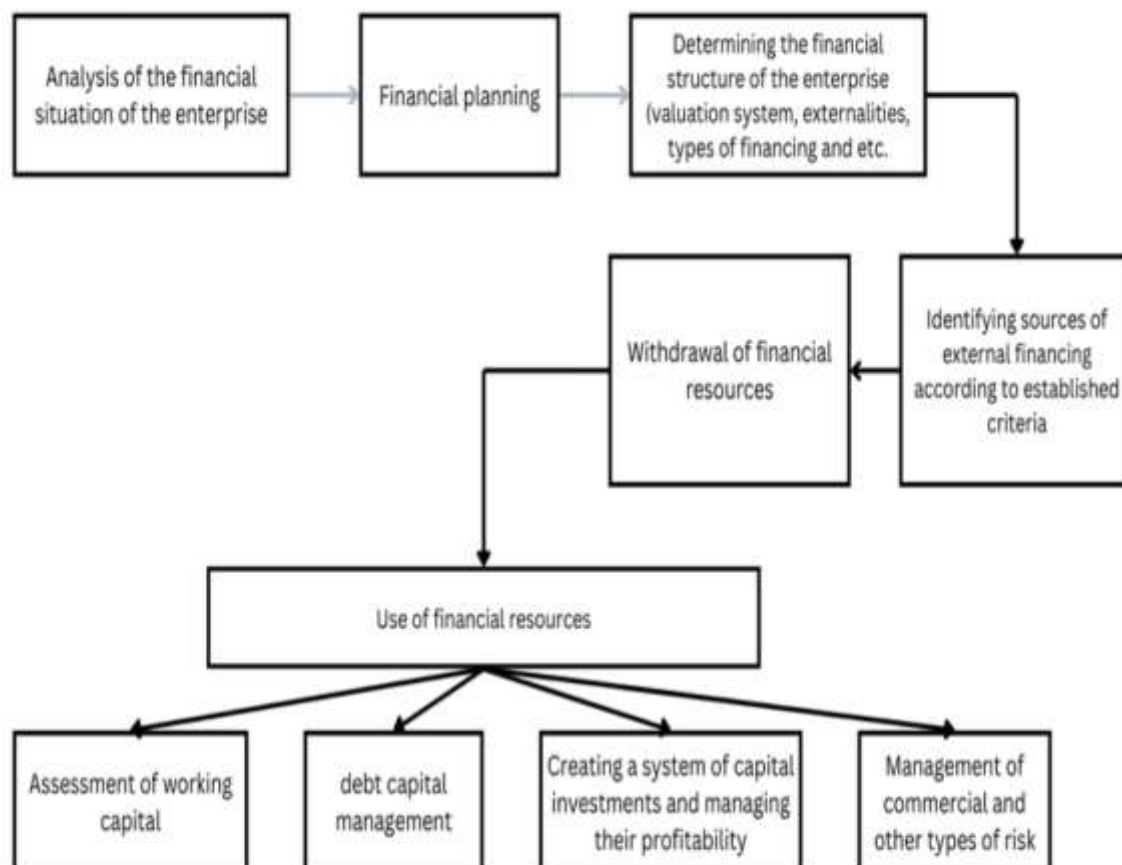 Analysis of the financial
situation of the enterprise
Financial planning
Determining the financial
structure of the enterprise
(valuation system, externalities,
types of financing and etc.
Identifying sources of
external financing
according to established
criteria
Withdrawal of financial
resources
Use of financial resources
Assessment of working
capital
debt capital
management
Creating a system of capital
investments and managing
their profitability
Management of
commercial and
other types of risk